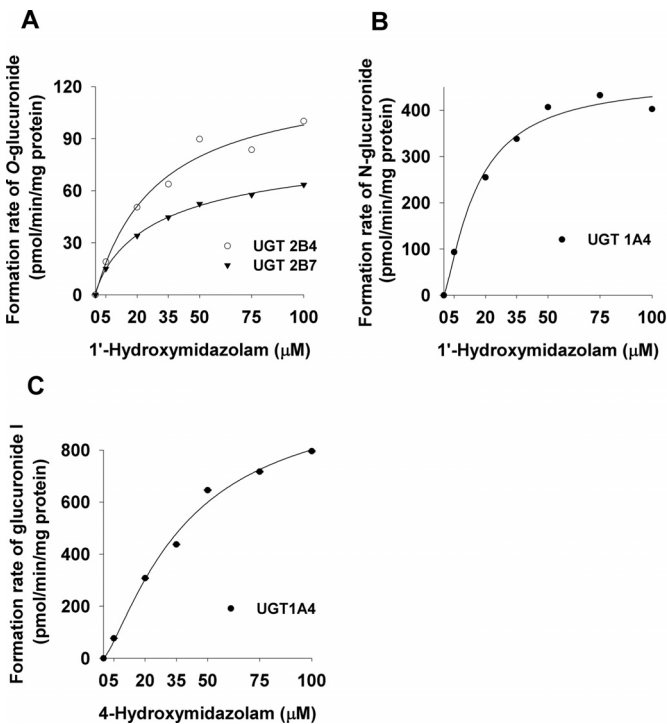 A
Formation rate of O-glucuronide
(pmol/min/mg protein)
120
90
60
30
0
UGT 2B4
UGT 2B7
05 20 35 50 75 100
1'-Hydroxymidazolam (μM)
B
Formation rate of N-glucuronide
(pmol/min/mg protein)
400
300
200
100
0
UGT 1A4
05 20 35 50 75 100
1'-Hydroxymidazolam (μM)
C
Formation rate of glucuronide I
(pmol/min/mg protein)
800
600
400
200
0
UGT1A4
05 20 35 50 75 100
4-Hydroxymidazolam (μM)